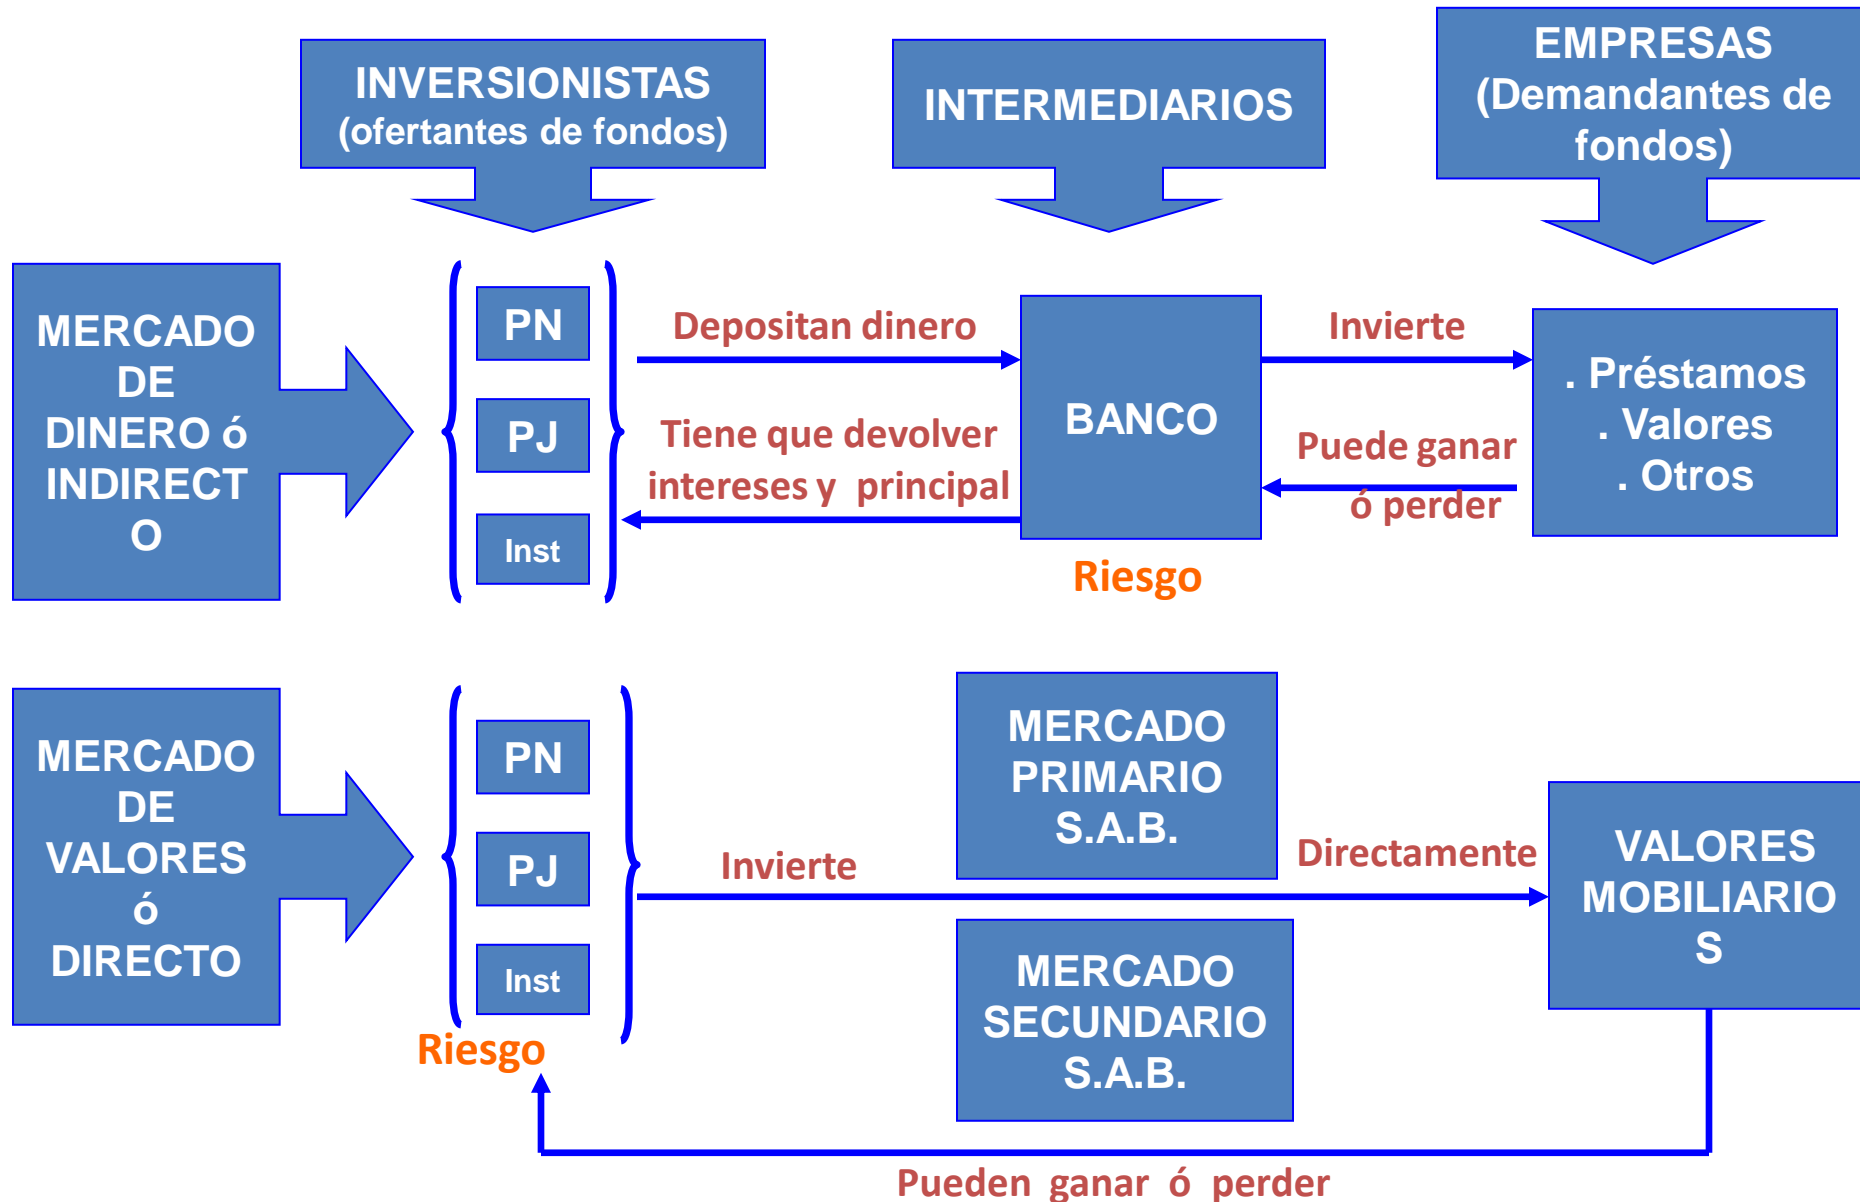 INVERSIONISTAS
(ofertantes de fondos)
INTERMEDIARIOS
EMPRESAS
(Demandantes de
fondos)
MERCADO
DE
DINERO ó
INDIRECT
O
PN
PJ
Inst
Depositan dinero
Tiene que devolver
intereses y principal
BANCO
Riesgo
Invierte
Puede ganar
ó perder
. Préstamos
. Valores
. Otros
MERCADO
DE
VALORES
ó
DIRECTO
PN
PJ
Inst
Riesgo
Invierte
MERCADO
PRIMARIO
S.A.B.
MERCADO
SECUNDARIO
S.A.B.
Directamente
VALORES
MOBILIARIO
S
Pueden ganar ó perder